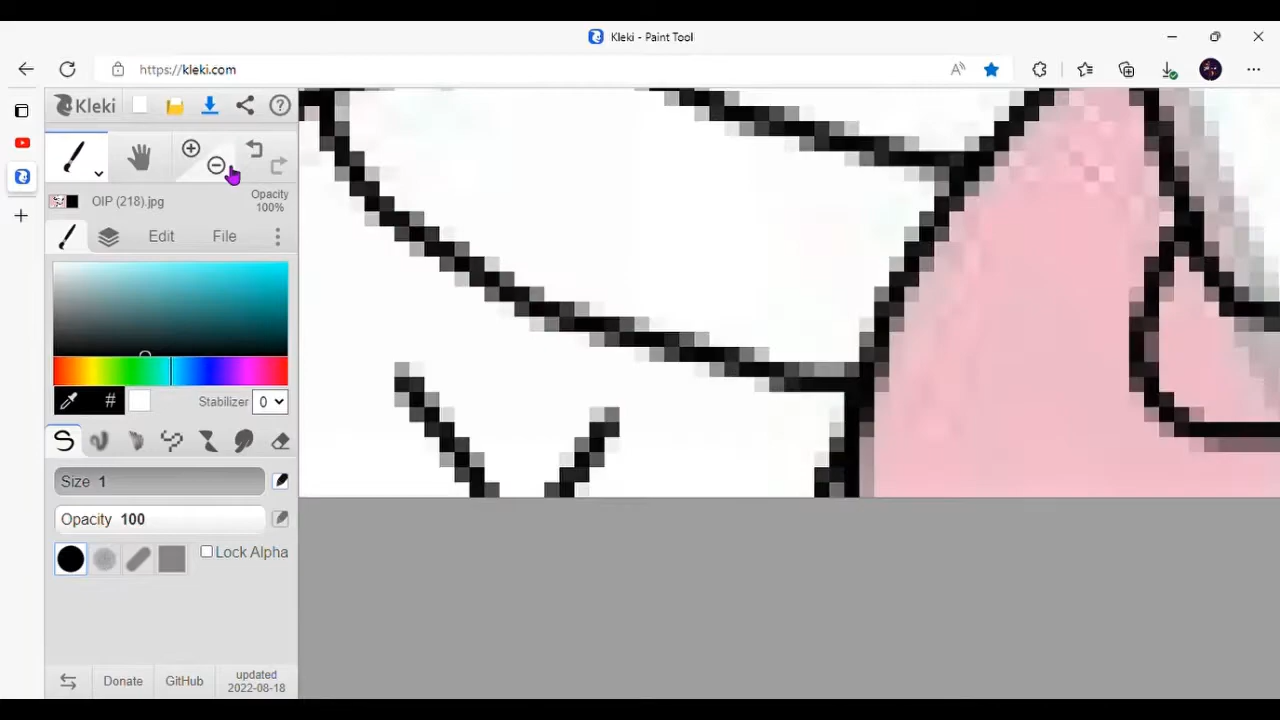 Kleki - Paint Tool
https://kleki.com
Kleki
OIP (218).jpg
Opacity
100%
Edit
File
#
Stabilizer 0
Size 1
Opacity 100
Lock Alpha
Donate
GitHub
updated
2022-08-18